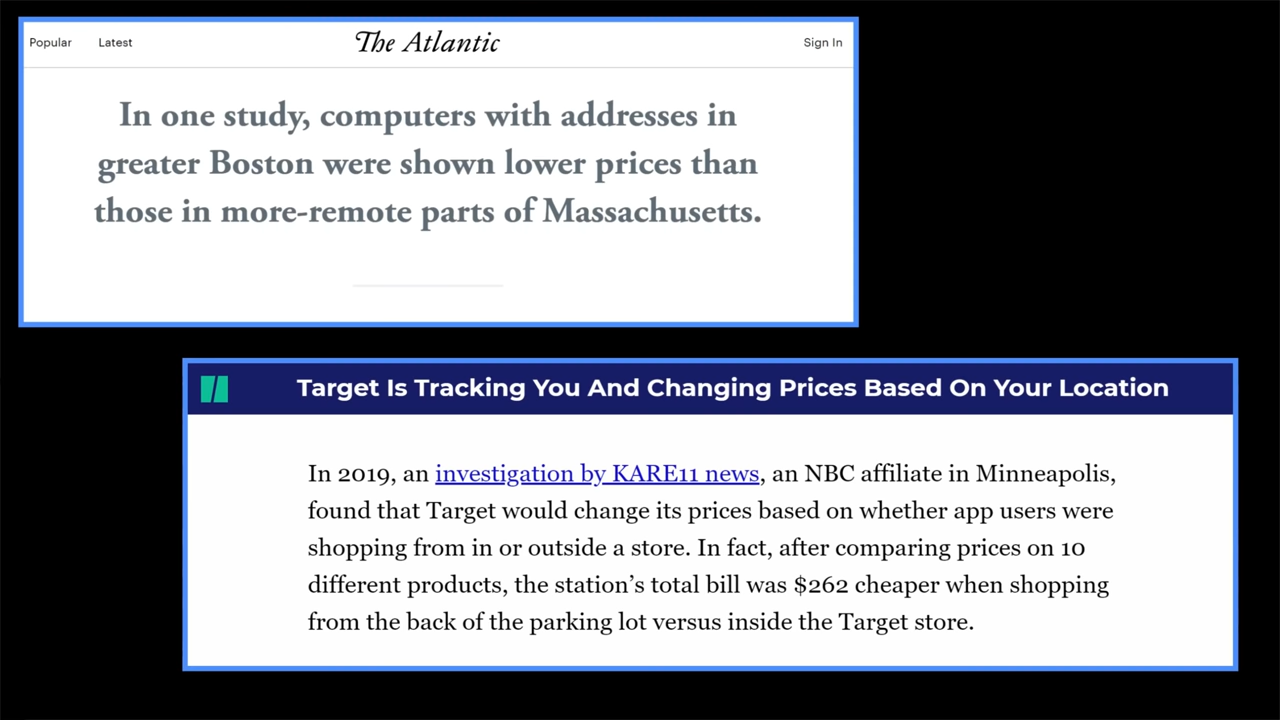 Popular Latest The Atlantic Sign In
In one study, computers with addresses in
greater Boston were shown lower prices than
those in more-remote parts of Massachusetts.
Target Is Tracking You And Changing Prices Based On Your Location
In 2019, an investigation by KARE11 news, an NBC affiliate in Minneapolis,
found that Target would change its prices based on whether app users were
shopping from in or outside a store. In fact, after comparing prices on 10
different products, the station’s total bill was $262 cheaper when shopping
from the back of the parking lot versus inside the Target store.